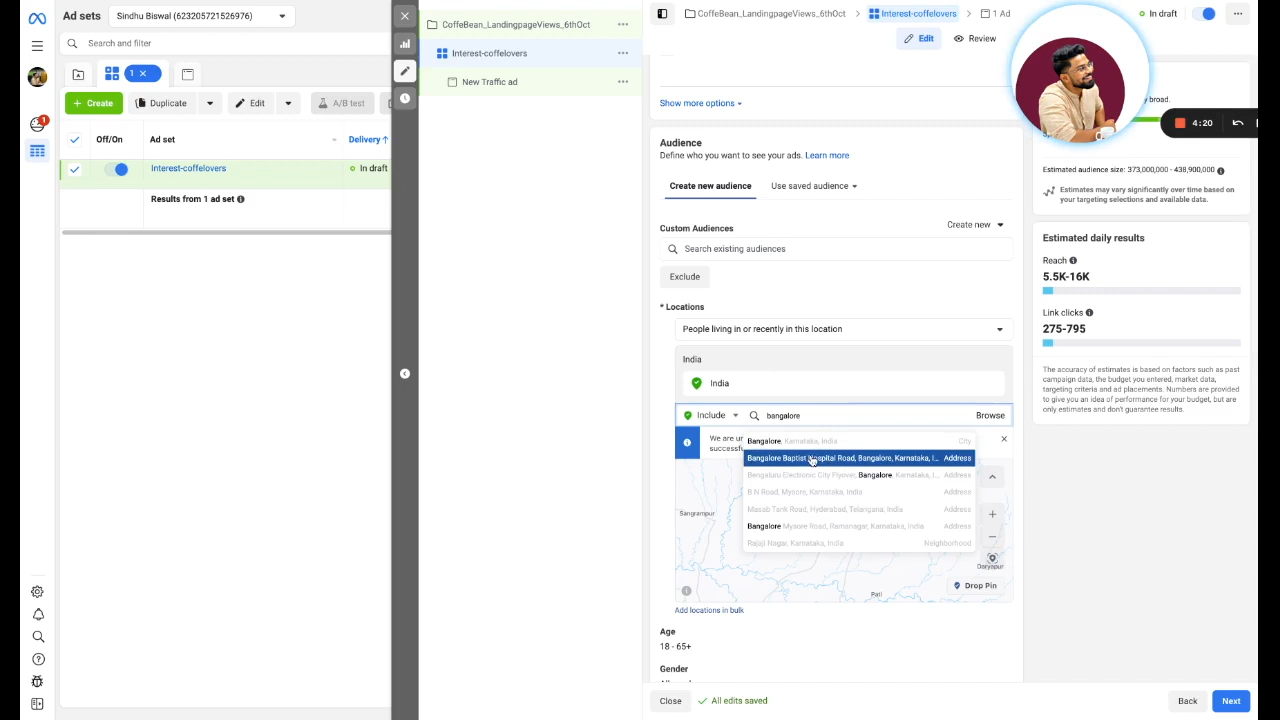 Ad sets
Sindhu Biswal (623205721526976)
Search and filter
1
Create
Duplicate
Edit
A/B test
Off/On
Ad set
Delivery ↑
Interest-coffelovers
In draft
Results from 1 ad set
1
CoffeBean_LandingpageViews_6thOct
Interest-coffelovers
New Traffic ad
CoffeBean_LandingpageViews_6thOct
Interest-coffelovers
1 Ad
In draft
Edit
Review
Show more options
Audience
Define who you want to see your ads. Learn more
Create new audience
Use saved audience
Custom Audiences
Create new
Search existing audiences
Exclude
* Locations
People living in or recently in this location
India
India
Include
bangalore
Browse
We are un
successfu
Bangalore, Karnataka, India City
Bangalore Baptist Hospital Road, Bangalore, Karnataka, I... Address
Bengaluru Electronic City Flyover, Bangalore, Karnataka, I... Address
B N Road, Mysore, Karnataka, India Address
Masab Tank Road, Hyderabad, Telangana, India Address
Bangalore Mysore Road, Ramanagar, Karnataka, India Address
Rajaji Nagar, Karnataka, India Neighborhood
Sangrampur
Daryapur
Patl
Drop Pin
Add locations in bulk
Age
18 - 65+
Gender
Close
All edits saved
Back
Next
y broad.
4:20
Estimated audience size: 373,000,000 - 438,900,000
Estimates may vary significantly over time based on
your targeting selections and available data.
Estimated daily results
Reach
5.5K-16K
Link clicks
275-795
The accuracy of estimates is based on factors such as past
campaign data, the budget you entered, market data,
targeting criteria and ad placements. Numbers are provided
to give you an idea of performance for your budget, but are
only estimates and don't guarantee results.